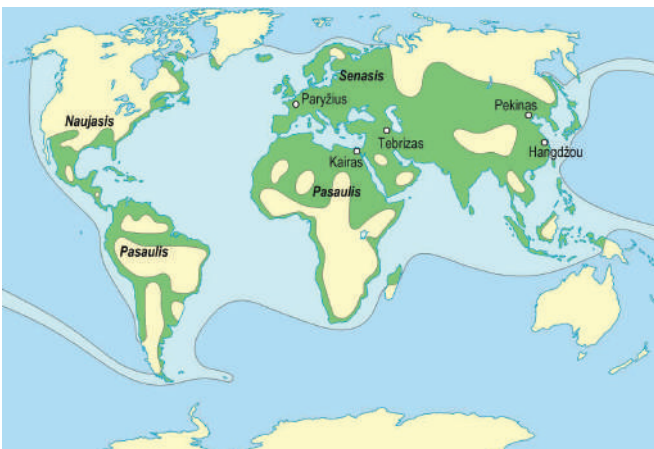 Senasis
Paryžius
Naujasis
Pekinas
Tebrizas
Hangdžou
Kairas
Pasaulis
Pasaulis